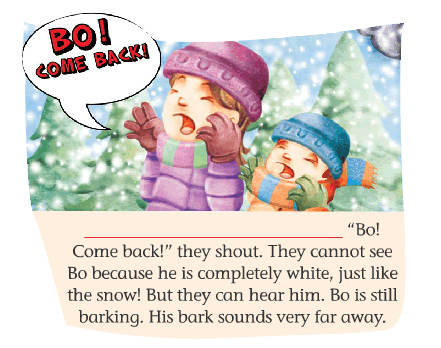 BO!
COME BACK!
“Bo!
Come back!” they shout. They cannot see
Bo because he is completely white, just like
the snow! But they can hear him. Bo is still
barking. His bark sounds very far away.